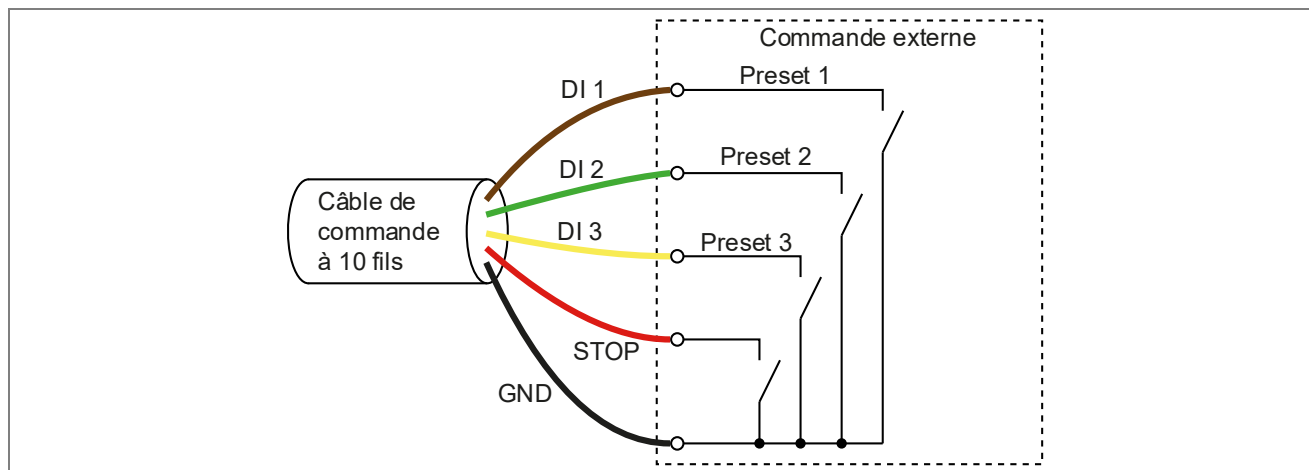 Commande externe
DI 1
Preset 1
DI 2
Preset 2
Câble de
commande
à 10 fils
DI 3
Preset 3
STOP
GND